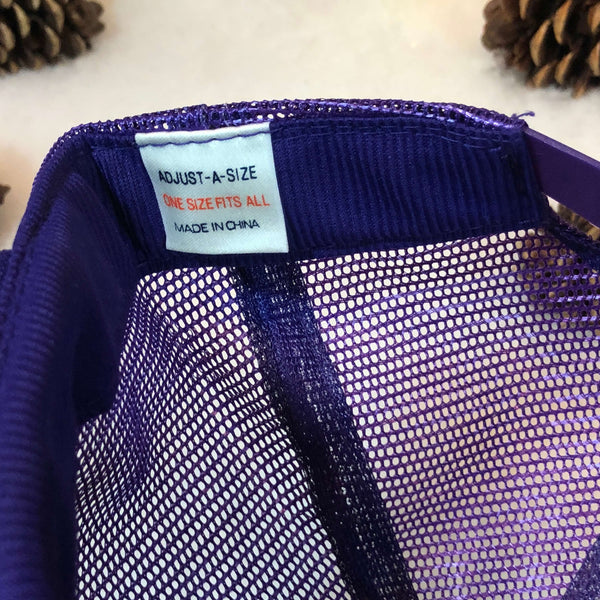 ADJUST-A-SIZE
ONE SIZE FITS ALL
MADE IN CHINA